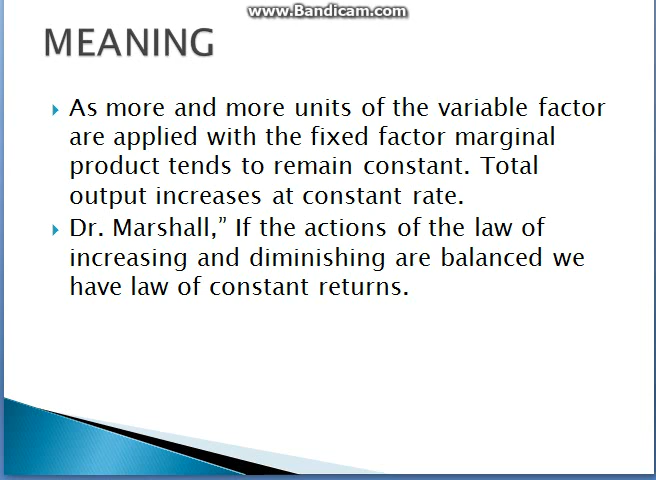 www.Bandicam.com
MEANING
As more and more units of the variable factor
are applied with the fixed factor marginal
product tends to remain constant. Total
output increases at constant rate.
Dr. Marshall,” If the actions of the law of
increasing and diminishing are balanced we
have law of constant returns.